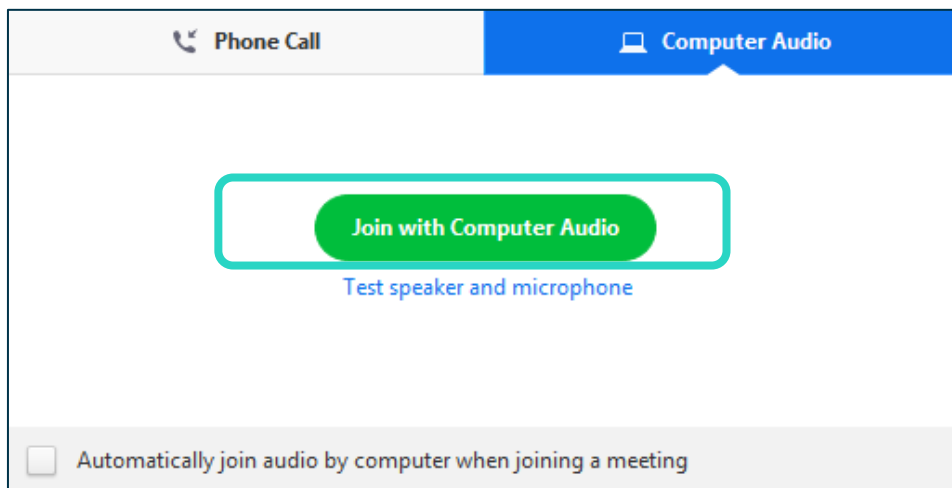 Phone Call
Computer Audio
Join with Computer Audio
Test speaker and microphone
Automatically join audio by computer when joining a meeting